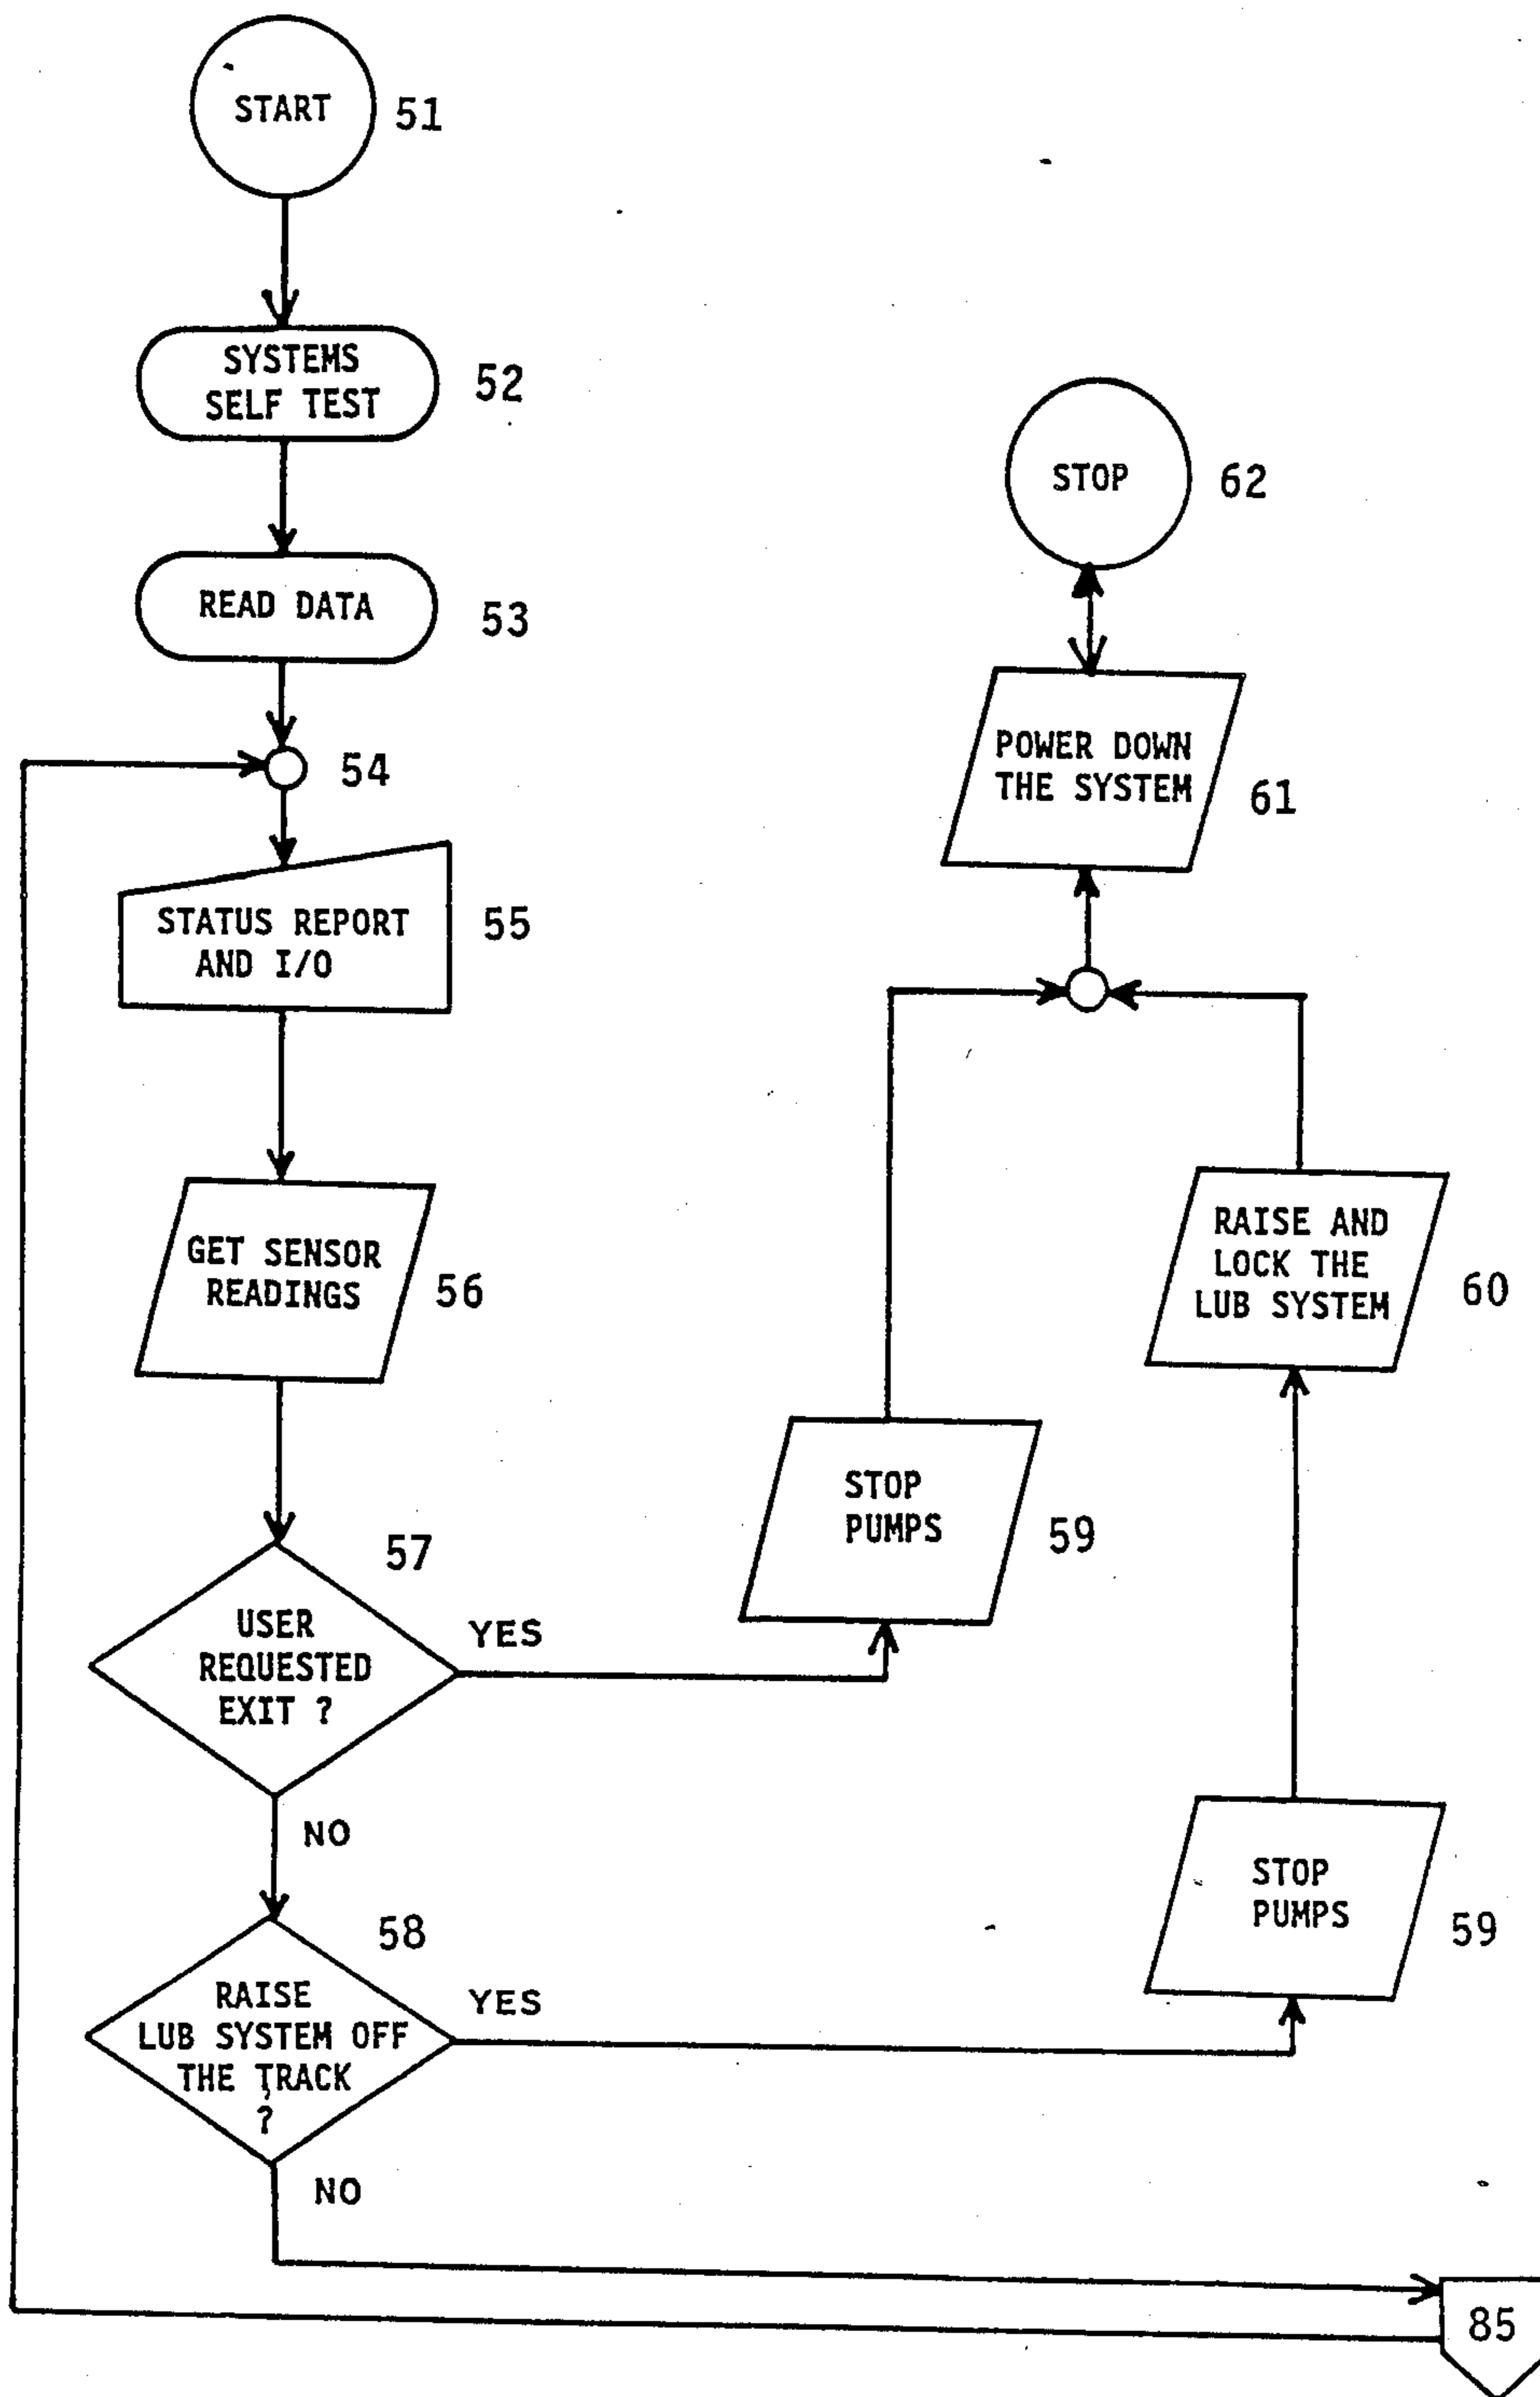 START
51
SYSTEMS
SELF TEST
52
READ DATA
53
54
STATUS REPORT
AND I/O
55
GET SENSOR
READINGS
56
57
USER
REQUESTED
EXIT ?
YES
NO
58
RAISE
LUB SYSTEM OFF
THE TRACK
?
YES
NO
STOP
62
POWER DOWN
THE SYSTEM
61
RAISE AND
LOCK THE
LUB SYSTEM
60
STOP
PUMPS
59
STOP
PUMPS
59
85